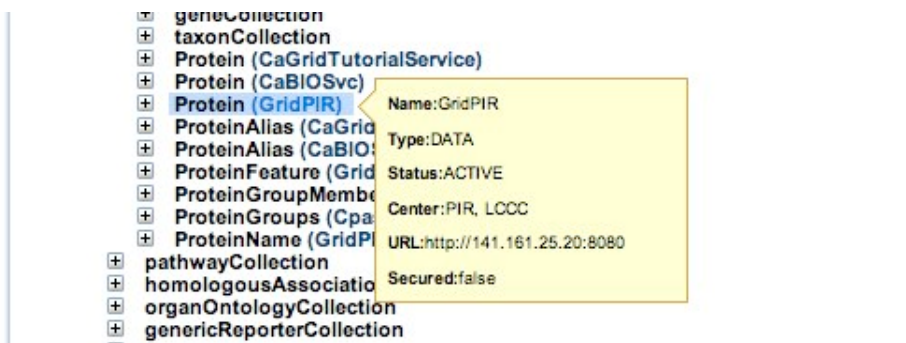 geneCollection
taxonCollection
Protein (CaGridTutorialService)
Protein (CaBIOSvc)
Protein (GridPIR)
ProteinAlias (CaGrid
ProteinAlias (CaBIOS
ProteinFeature (Grid
ProteinGroupMembe
ProteinGroups (Cpa
ProteinName (GridPI
pathwayCollection
homologousAssociatio
organOntologyCollection
genericReporterCollection
Name:GridPIR
Type:DATA
Status:ACTIVE
Center:PIR, LCCC
URL:http://141.161.25.20:8080
Secured:false